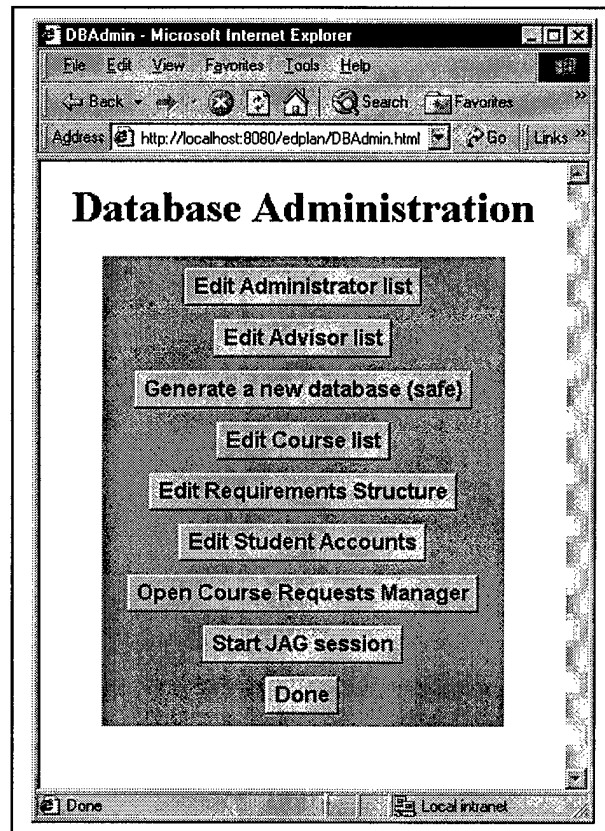 DBAdmin - Microsoft Internet Explorer
File Edit View Favorites Tools Help
Back Search Favorites »
Address http://localhost:8080/edplan/DBAdmin.html Go Links »
Database Administration
Edit Administrator list
Edit Advisor list
Generate a new database (safe)
Edit Course list
Edit Requirements Structure
Edit Student Accounts
Open Course Requests Manager
Start JAG session
Done
Done Local intranet